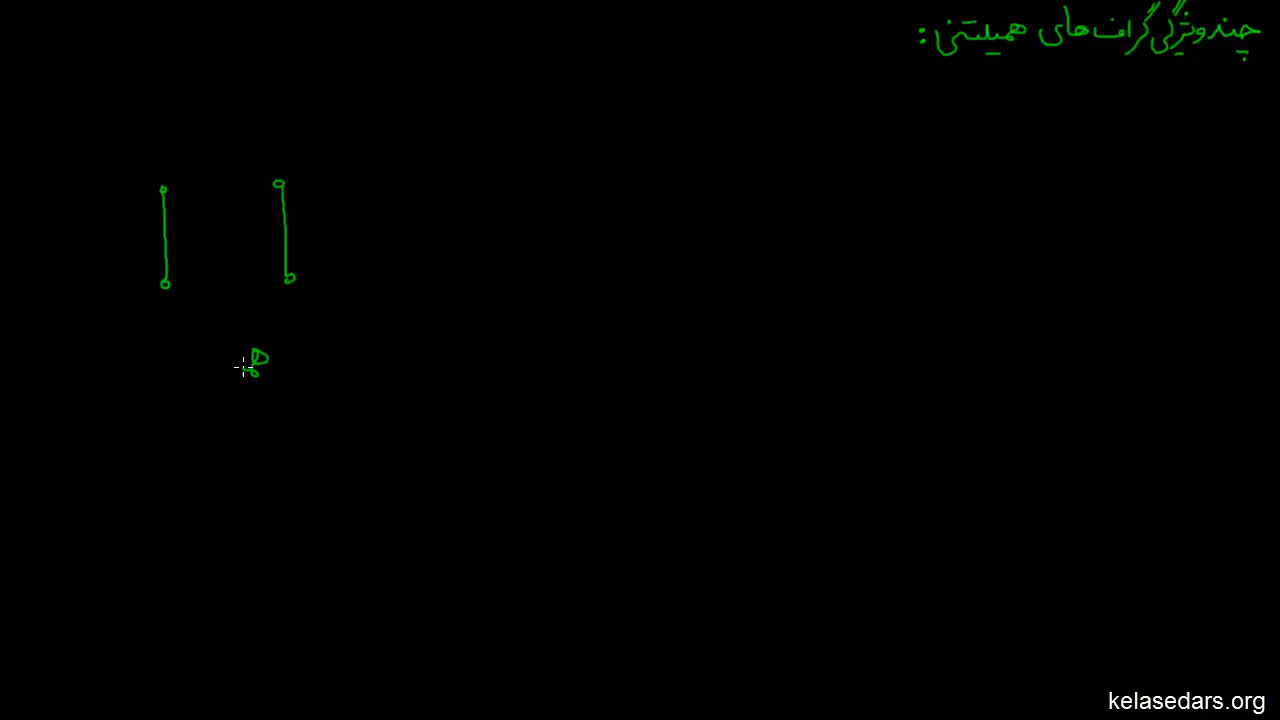 چند ویژگی گراف های همیلتنی :
kelasedars.org